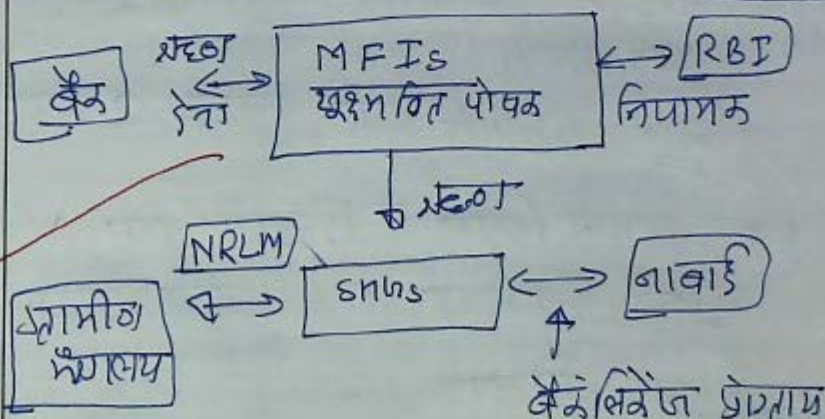 बैंक
ऋण
देना
MFIs
सूक्ष्म वित्त पोषक
RBI
नियामक
ऋण
NRLM
SHGs
नाबार्ड
ग्रामीण
मंत्रालय
बैंक लिंकेज प्रोग्राम